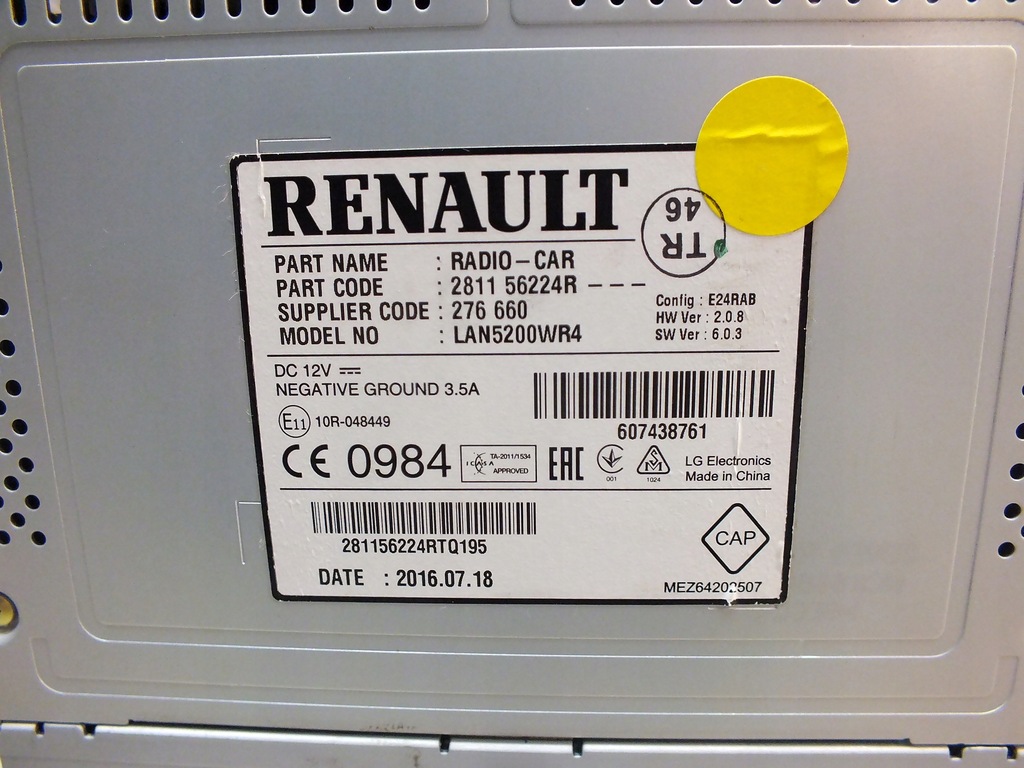 RENAULT
TR
46
PART NAME : RADIO-CAR
PART CODE : 2811 56224R ---
SUPPLIER CODE : 276 660
MODEL NO : LAN5200WR4
Config : E24RAB
HW Ver : 2.0.8
SW Ver : 6.0.3
DC 12V
NEGATIVE GROUND 3.5A
E11 10R-048449
607438761
CE 0984
ICASA
TA-2011/1534
APPROVED
EAC
001
1024
LG Electronics
Made in China
281156224RTQ195
DATE : 2016.07.18
CAP
MEZ64202507